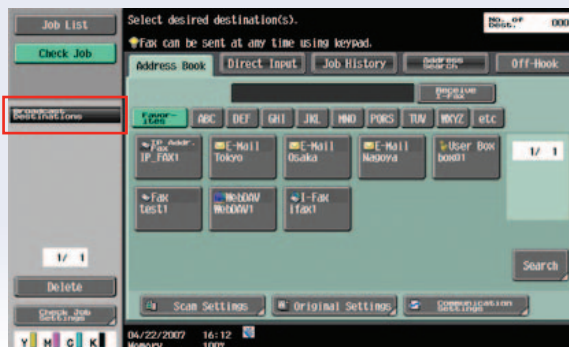 Job List
Check Job
Broadcast
Destinations
1/ 1
Delete
Check Job
Settings
Y M C K
Select desired destination(s).
Fax can be sent at any time using keypad.
No. of
Dest.
000
Address Book
Direct Input
Job History
Address
Search
Off-Hook
Receive
I-Fax
Favor-
ites
ABC
DEF
GHI
JKL
MNO
PQRS
TUV
WXYZ
etc
IP Addr.
Fax
IP_FAX1
E-Mail
Tokyo
E-Mail
Osaka
E-Mail
Nagoya
User Box
box01
1/ 1
Fax
test1
WebDAV
WebDAV1
I-Fax
ifax1
Search
Scan Settings
Original Settings
Communication
Settings
04/22/2007 16:12
Memory 100%